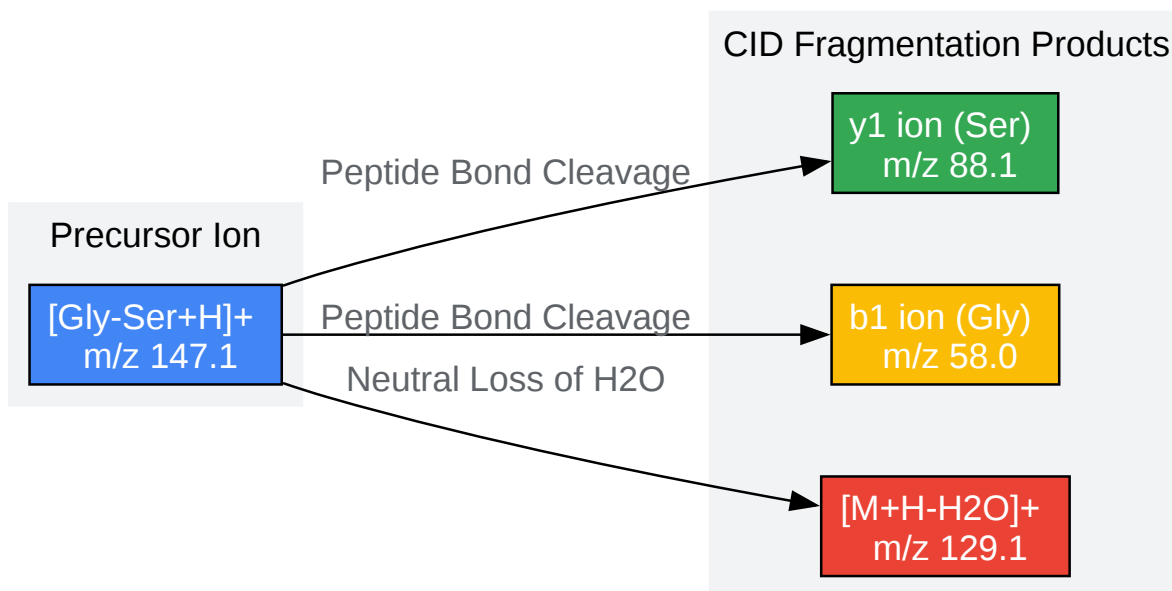 CID Fragmentation Products
y1 ion (Ser)
m/z 88.1
Peptide Bond Cleavage
Precursor Ion
[Gly-Ser+H]+
m/z 147.1
Peptide Bond Cleavage
b1 ion (Gly)
m/z 58.0
Neutral Loss of H2O
[M+H-H2O]+
m/z 129.1